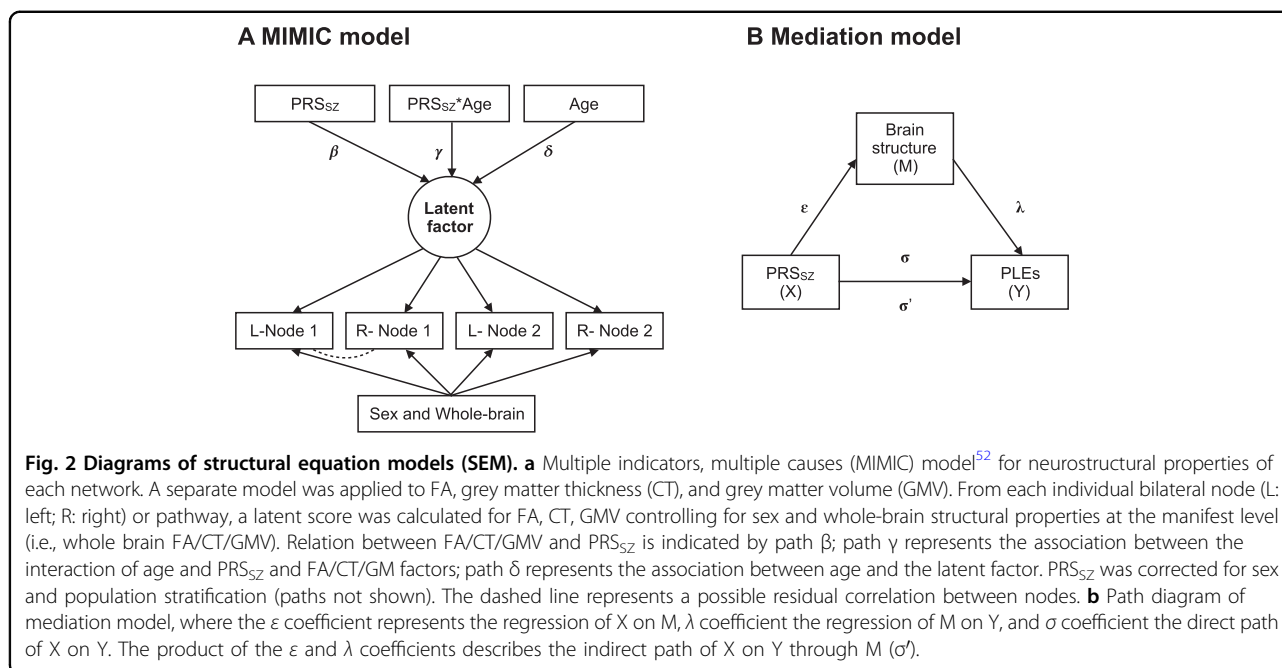 A MIMIC model
B Mediation model
PRSSZ
PRSSZ*Age
Age
β
γ
δ
Latent
factor
L-Node 1
R- Node 1
L- Node 2
R- Node 2
Sex and Whole-brain
Brain
structure
(M)
ε
λ
PRSSZ
(X)
σ
σ'
PLEs
(Y)
Fig. 2 Diagrams of structural equation models (SEM). a Multiple indicators, multiple causes (MIMIC) model52 for neurostructural properties of
each network. A separate model was applied to FA, grey matter thickness (CT), and grey matter volume (GMV). From each individual bilateral node (L:
left; R: right) or pathway, a latent score was calculated for FA, CT, GMV controlling for sex and whole-brain structural properties at the manifest level
(i.e., whole brain FA/CT/GMV). Relation between FA/CT/GMV and PRSSZ is indicated by path β; path γ represents the association between the
interaction of age and PRSSZ and FA/CT/GM factors; path δ represents the association between age and the latent factor. PRSSZ was corrected for sex
and population stratification (paths not shown). The dashed line represents a possible residual correlation between nodes. b Path diagram of
mediation model, where the ε coefficient represents the regression of X on M, λ coefficient the regression of M on Y, and σ coefficient the direct path
of X on Y. The product of the ε and λ coefficients describes the indirect path of X on Y through M (σ').